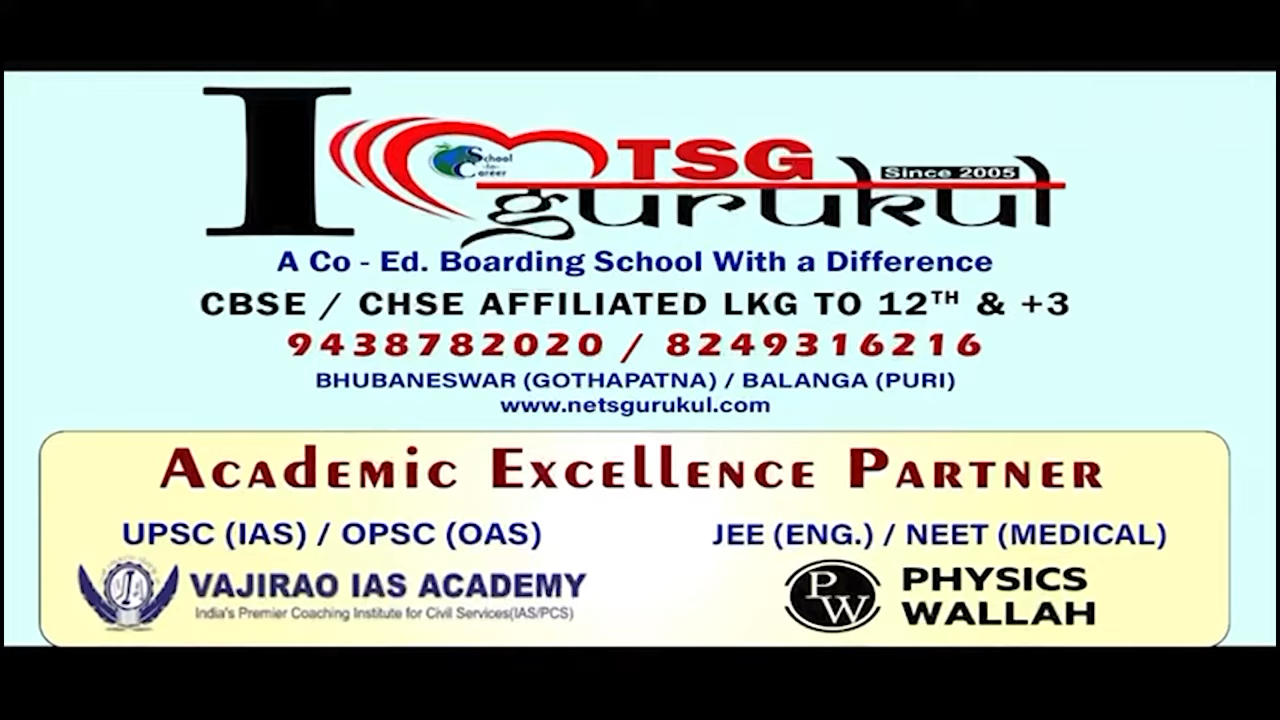 I TSG
School
-to-
Career
gurukul Since 2005
A Co - Ed. Boarding School With a Difference
CBSE / CHSE AFFILIATED LKG TO 12TH & +3
9438782020 / 8249316216
BHUBANESWAR (GOTHAPATNA) / BALANGA (PURI)
www.netsgurukul.com
Academic Excellence Partner
UPSC (IAS) / OPSC (OAS)
VAJIRAO IAS ACADEMY
India's Premier Coaching Institute for Civil Services(IAS/PCS)
JEE (ENG.) / NEET (MEDICAL)
PW
PHYSICS
WALLAH